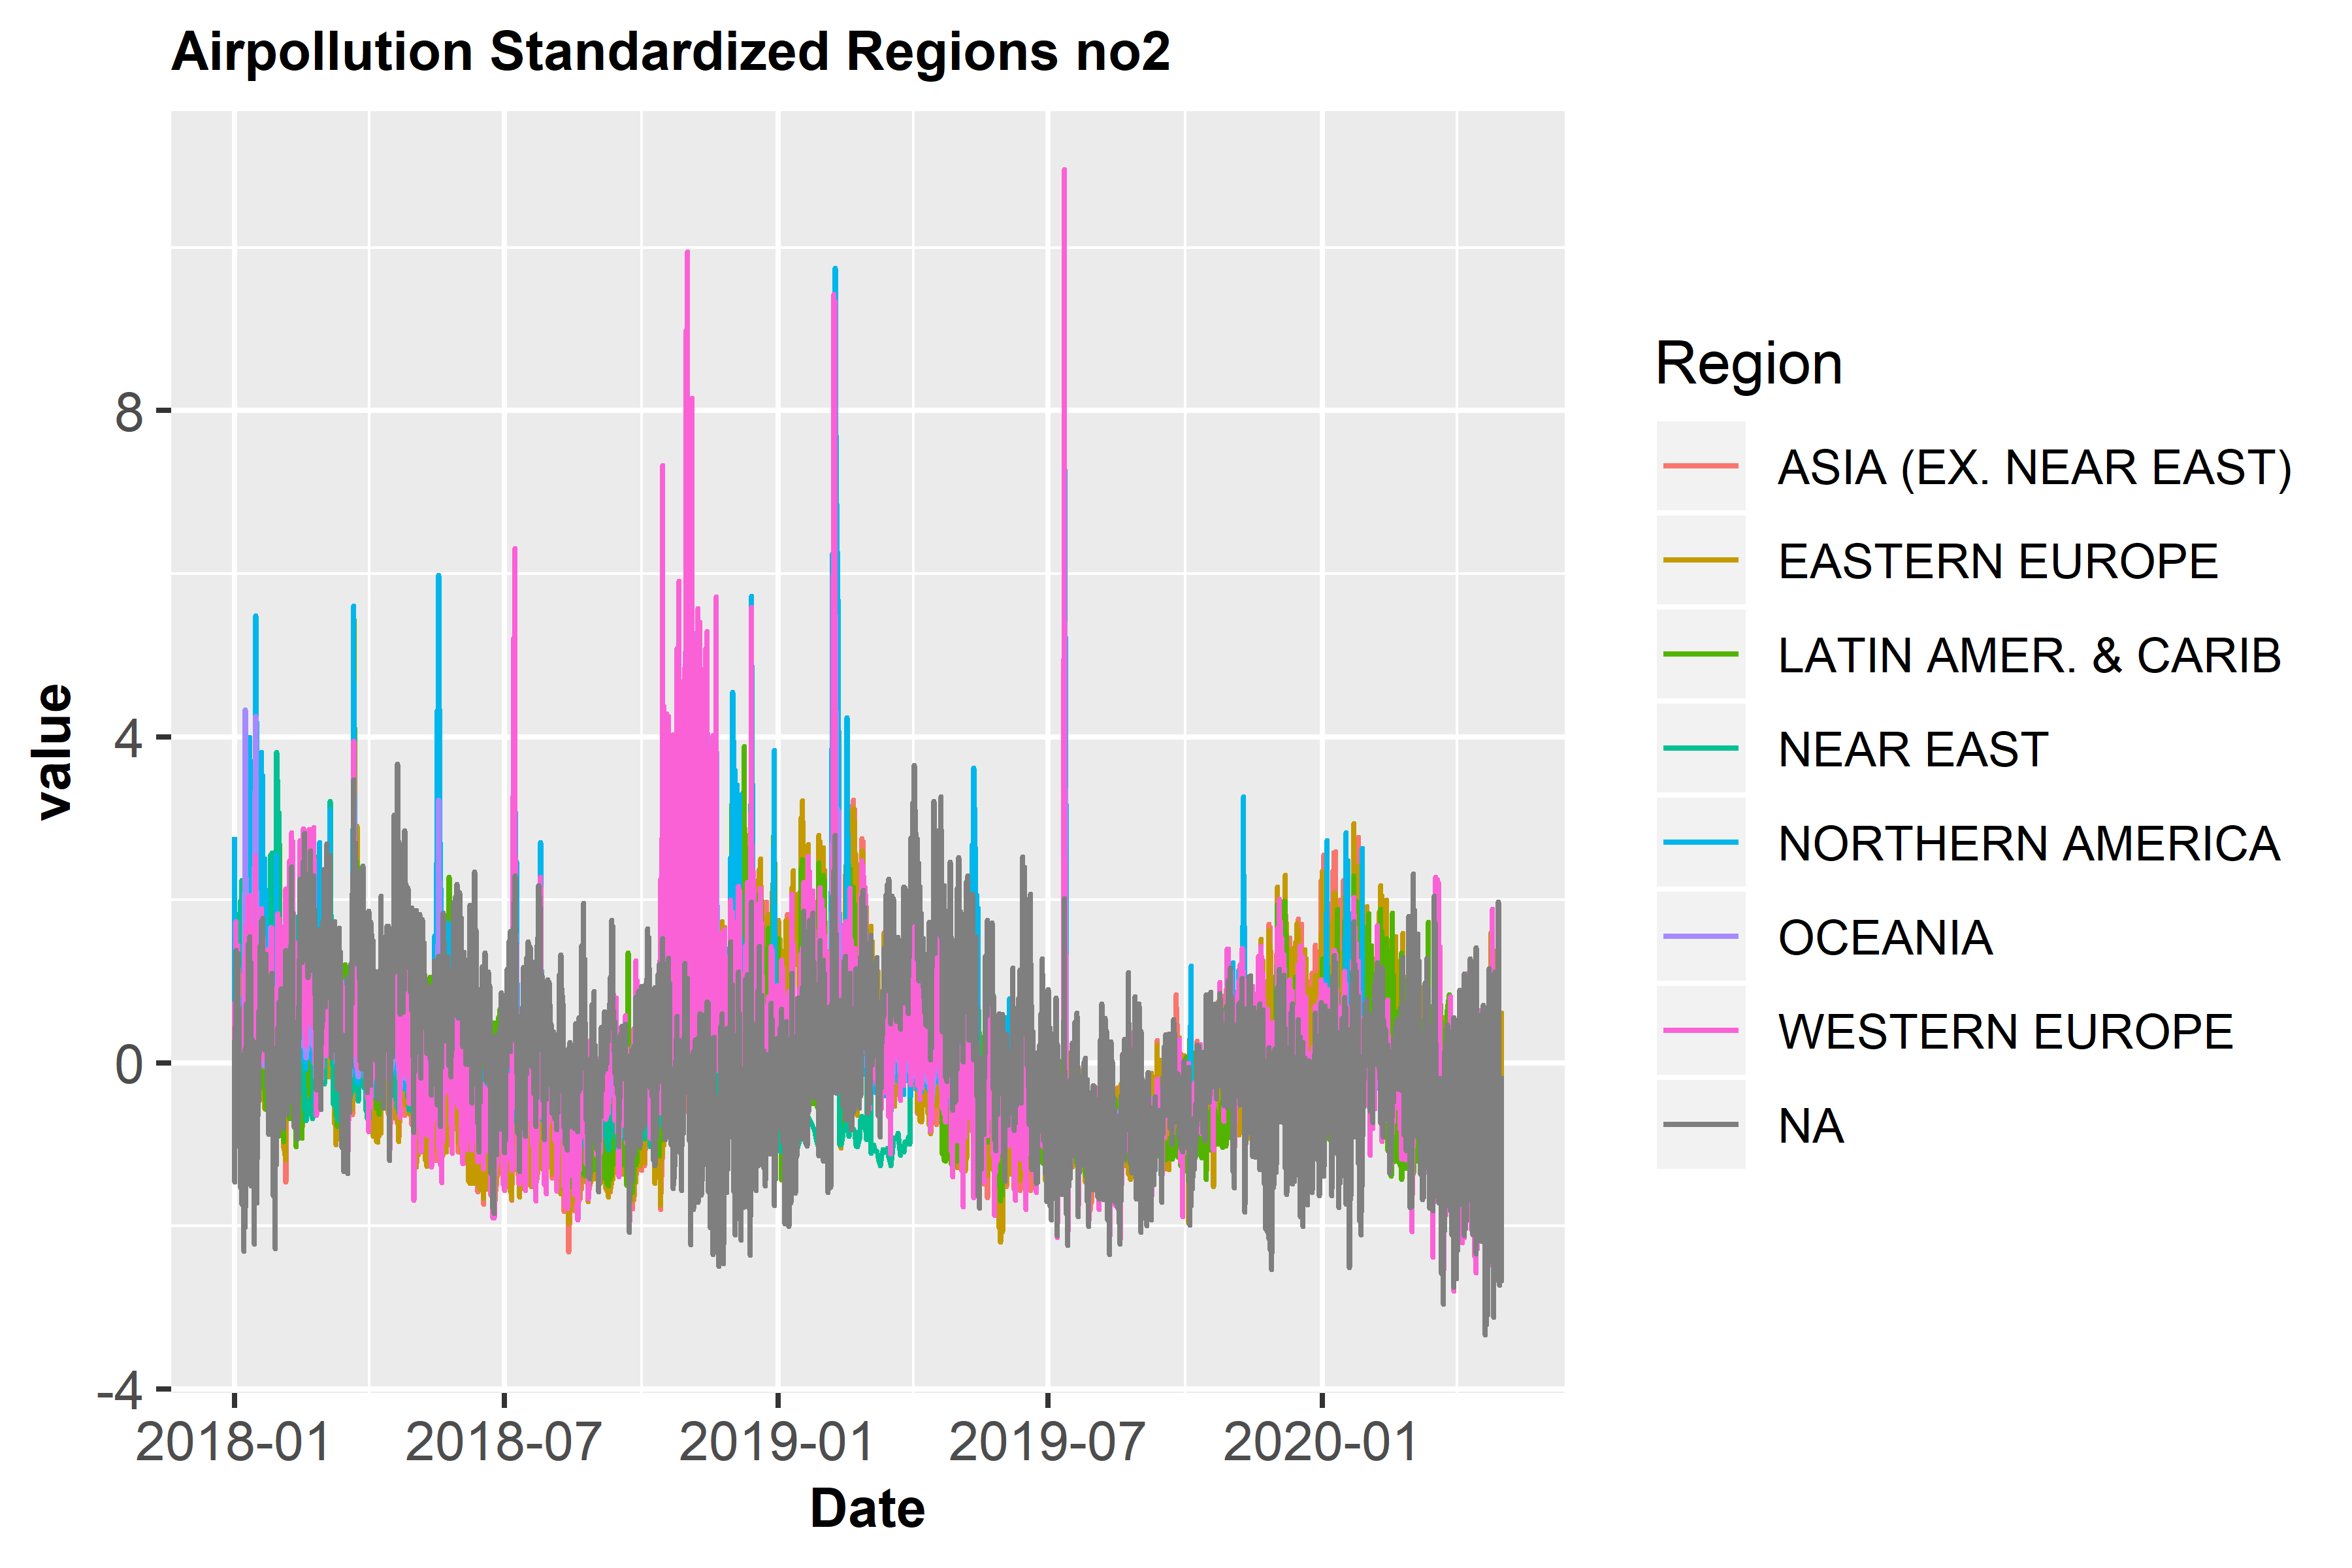 Airpollution Standardized Regions no2
value
8
4
0
-4
2018-01 2018-07 2019-01 2019-07 2020-01
Date
Region
ASIA (EX. NEAR EAST)
EASTERN EUROPE
LATIN AMER. & CARIB
NEAR EAST
NORTHERN AMERICA
OCEANIA
WESTERN EUROPE
NA